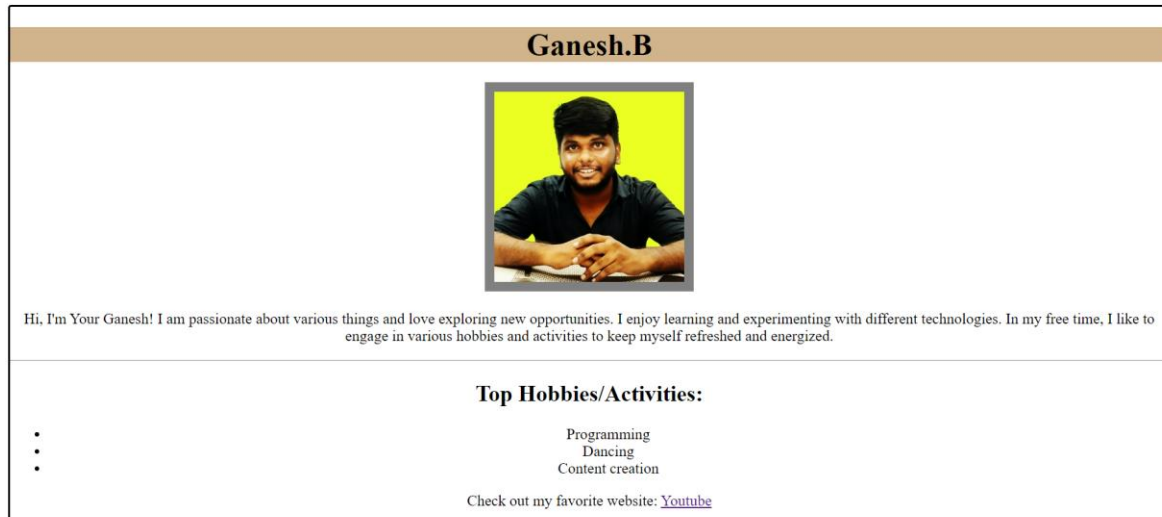 Ganesh.B
Hi, I'm Your Ganesh! I am passionate about various things and love exploring new opportunities. I enjoy learning and experimenting with different technologies. In my free time, I like to
engage in various hobbies and activities to keep myself refreshed and energized.
Top Hobbies/Activities:
Programming
Dancing
Content creation
Check out my favorite website: Youtube